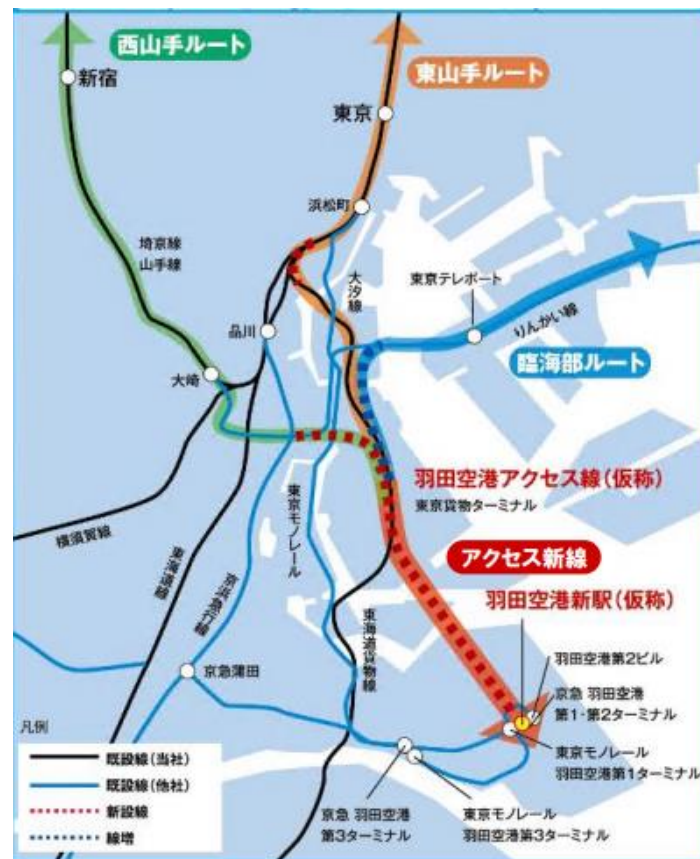 西山手ルート
東山手ルート
新宿
東京
浜松町
埼京線
山手線
大汐線
東京テレポート
りんかい線
品川
臨海部ルート
大崎
羽田空港アクセス線(仮称)
東京貨物ターミナル
横須賀線
東海道線
京浜急行線
東京モノレール
アクセス新線
羽田空港新駅(仮称)
東海道貨物線
羽田空港第2ビル
京急蒲田
京急 羽田空港
第1・第2ターミナル
凡例
東京モノレール
羽田空港第1ターミナル
既設線(当社)
既設線(他社)
新設線
線増
京急 羽田空港
第3ターミナル
東京モノレール
羽田空港第3ターミナル